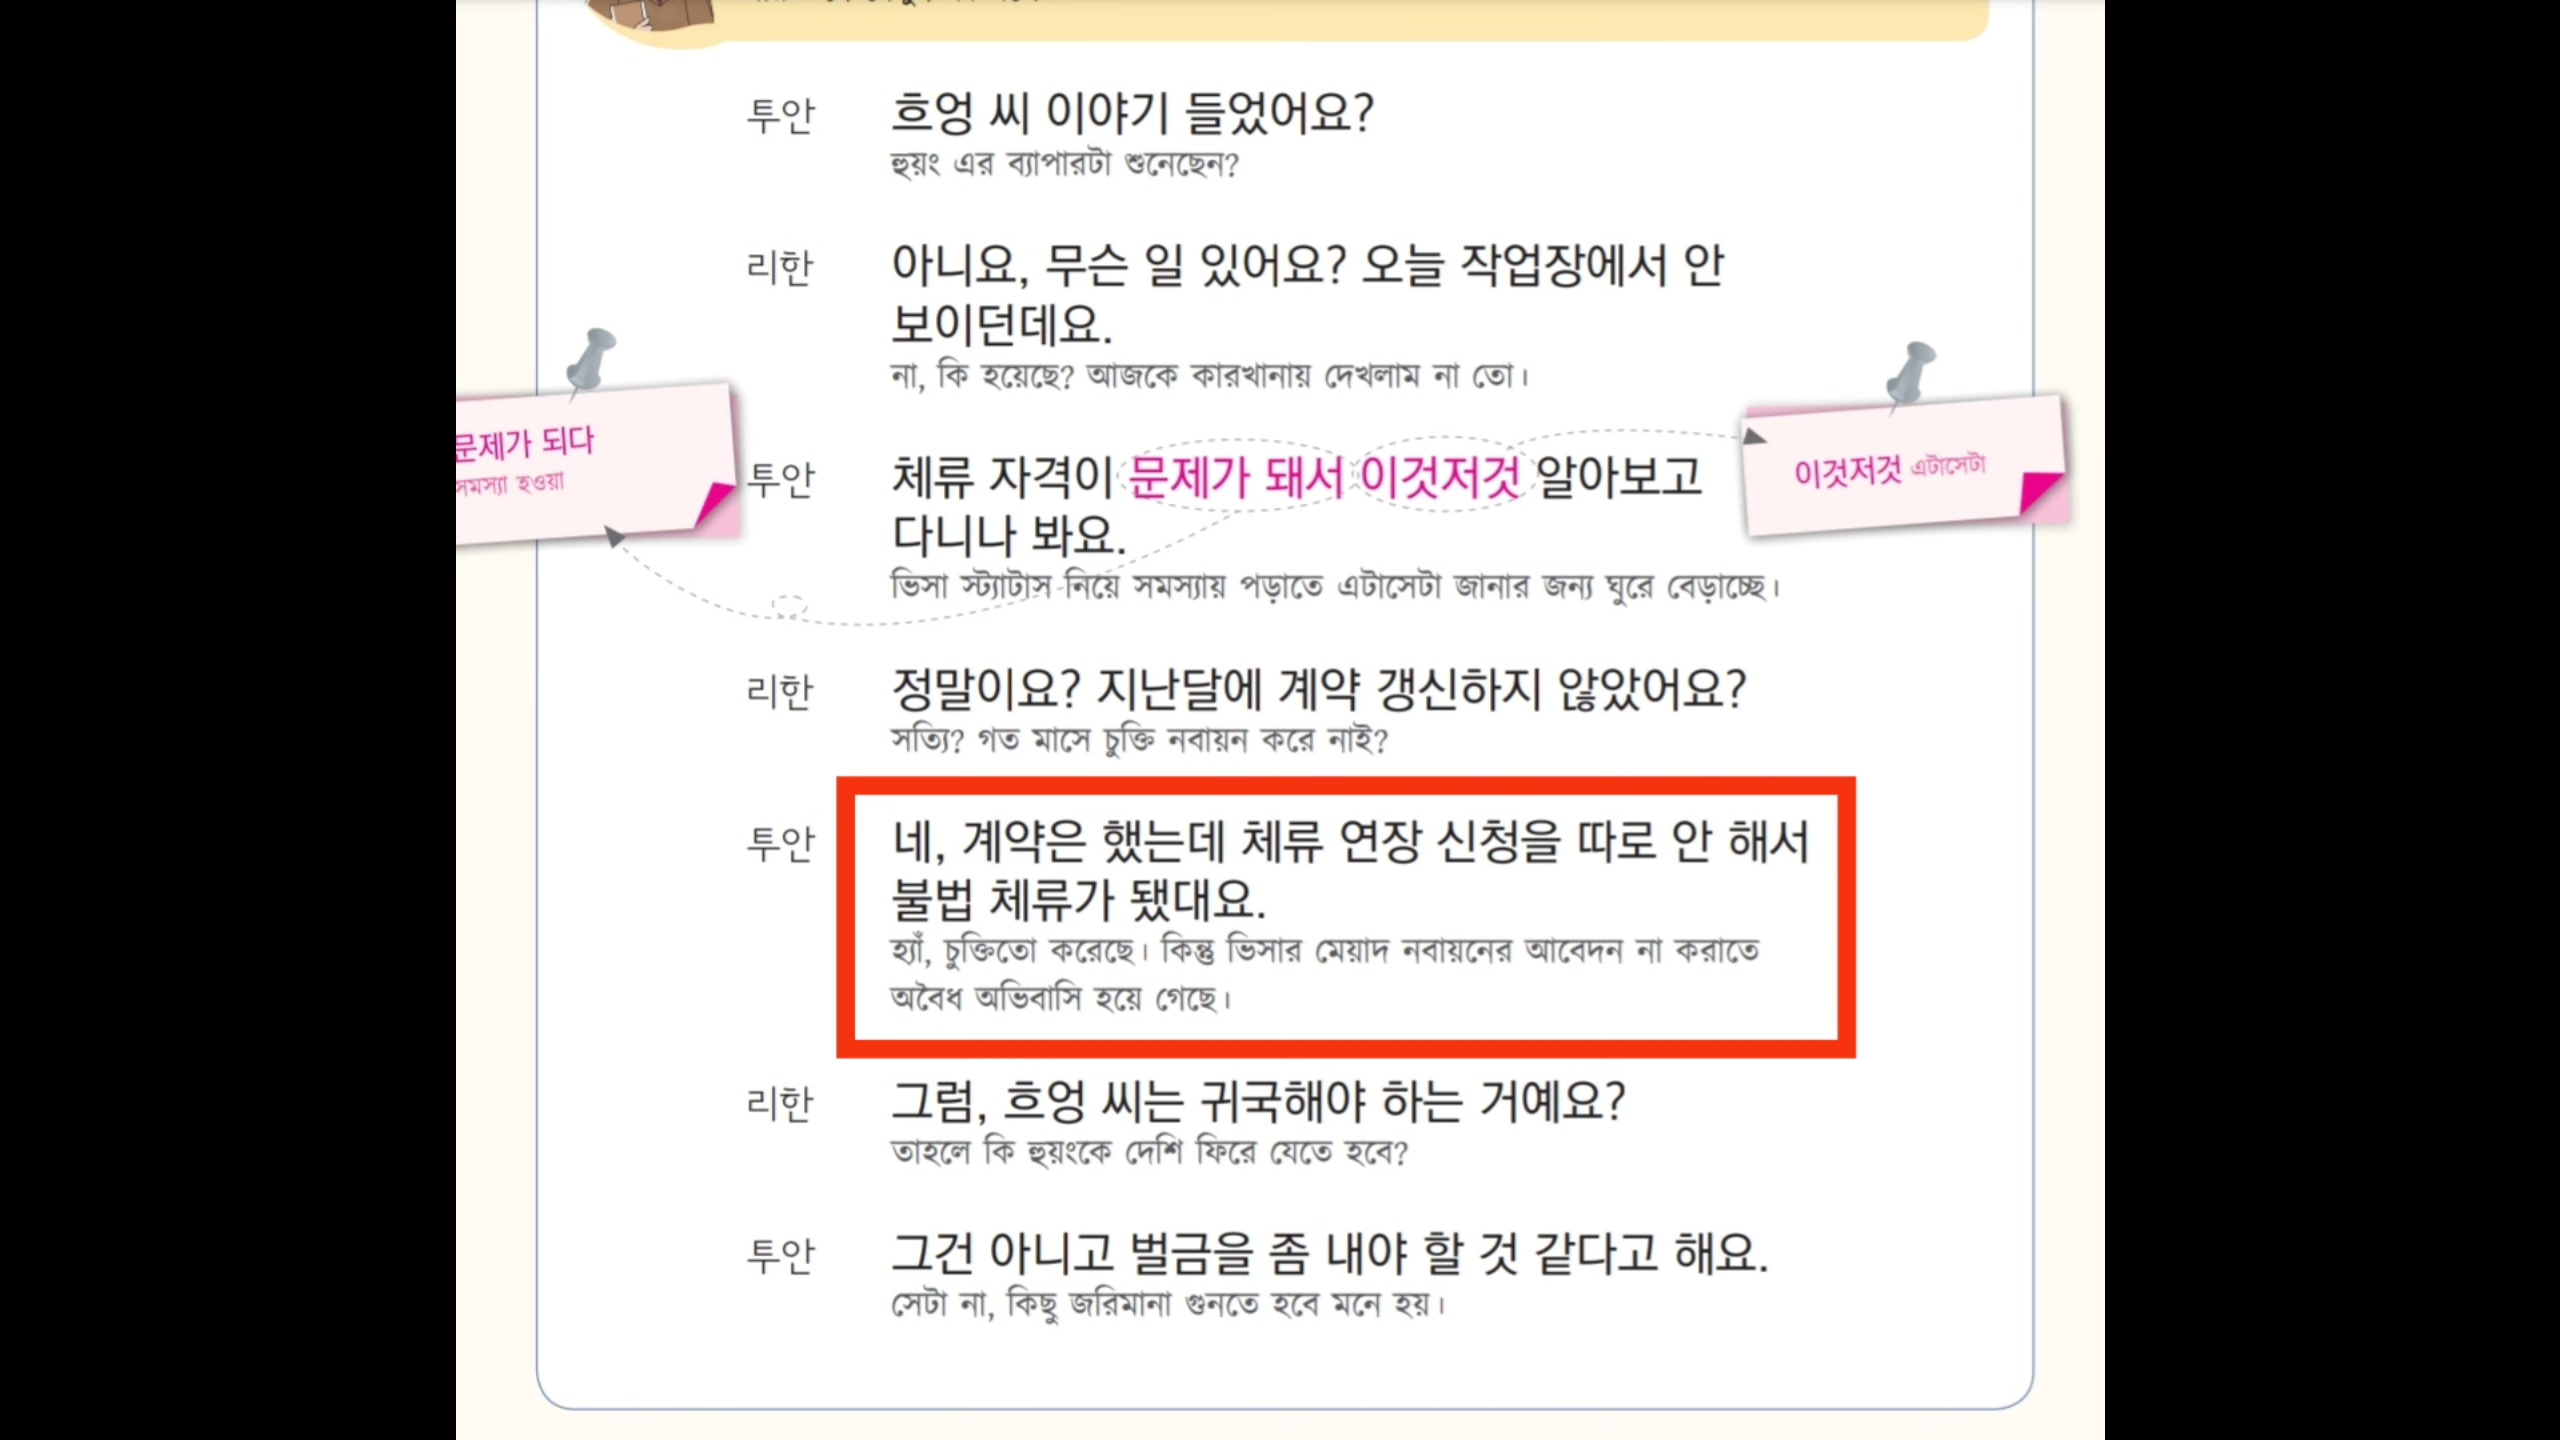 투안 흐엉 씨 이야기 들었어요?
হুয়ং এর ব্যাপারটা শুনেছেন?
리한 아니요, 무슨 일 있어요? 오늘 작업장에서 안
보이던데요.
না, কি হয়েছে? আজকে কারখানায় দেখলাম না তো।
문제가 되다
সমস্যা হওয়া
투안 체류 자격이 문제가 돼서 이것저것 알아보고
다니나 봐요.
ভিসা স্ট্যাটাস নিয়ে সমস্যায় পড়াতে এটাসেটা জানার জন্য ঘুরে বেড়াচ্ছে।
이것저것 এটাসেটা
리한 정말이요? 지난달에 계약 갱신하지 않았어요?
সত্যি? গত মাসে চুক্তি নবায়ন করে নাই?
투안 네, 계약은 했는데 체류 연장 신청을 따로 안 해서
불법 체류가 됐대요.
হ্যাঁ, চুক্তিতো করেছে। কিন্তু ভিসার মেয়াদ নবায়নের আবেদন না করাতে
অবৈধ অভিবাসি হয়ে গেছে।
리한 그럼, 흐엉 씨는 귀국해야 하는 거예요?
তাহলে কি হুয়ংকে দেশি ফিরে যেতে হবে?
투안 그건 아니고 벌금을 좀 내야 할 것 같다고 해요.
সেটা না, কিছু জরিমানা গুনতে হবে মনে হয়।